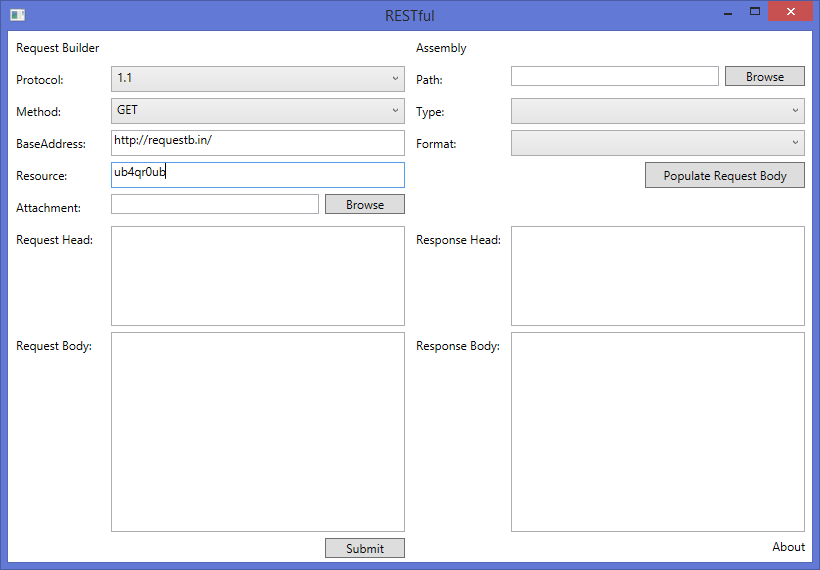 RESTful
Request Builder
Assembly
Protocol: 1.1
Path: Browse
Method: GET
Type:
BaseAddress: http://requestb.in/
Format:
Resource: ub4qr0ub
Populate Request Body
Attachment: Browse
Request Head:
Response Head:
Request Body:
Response Body:
Submit
About